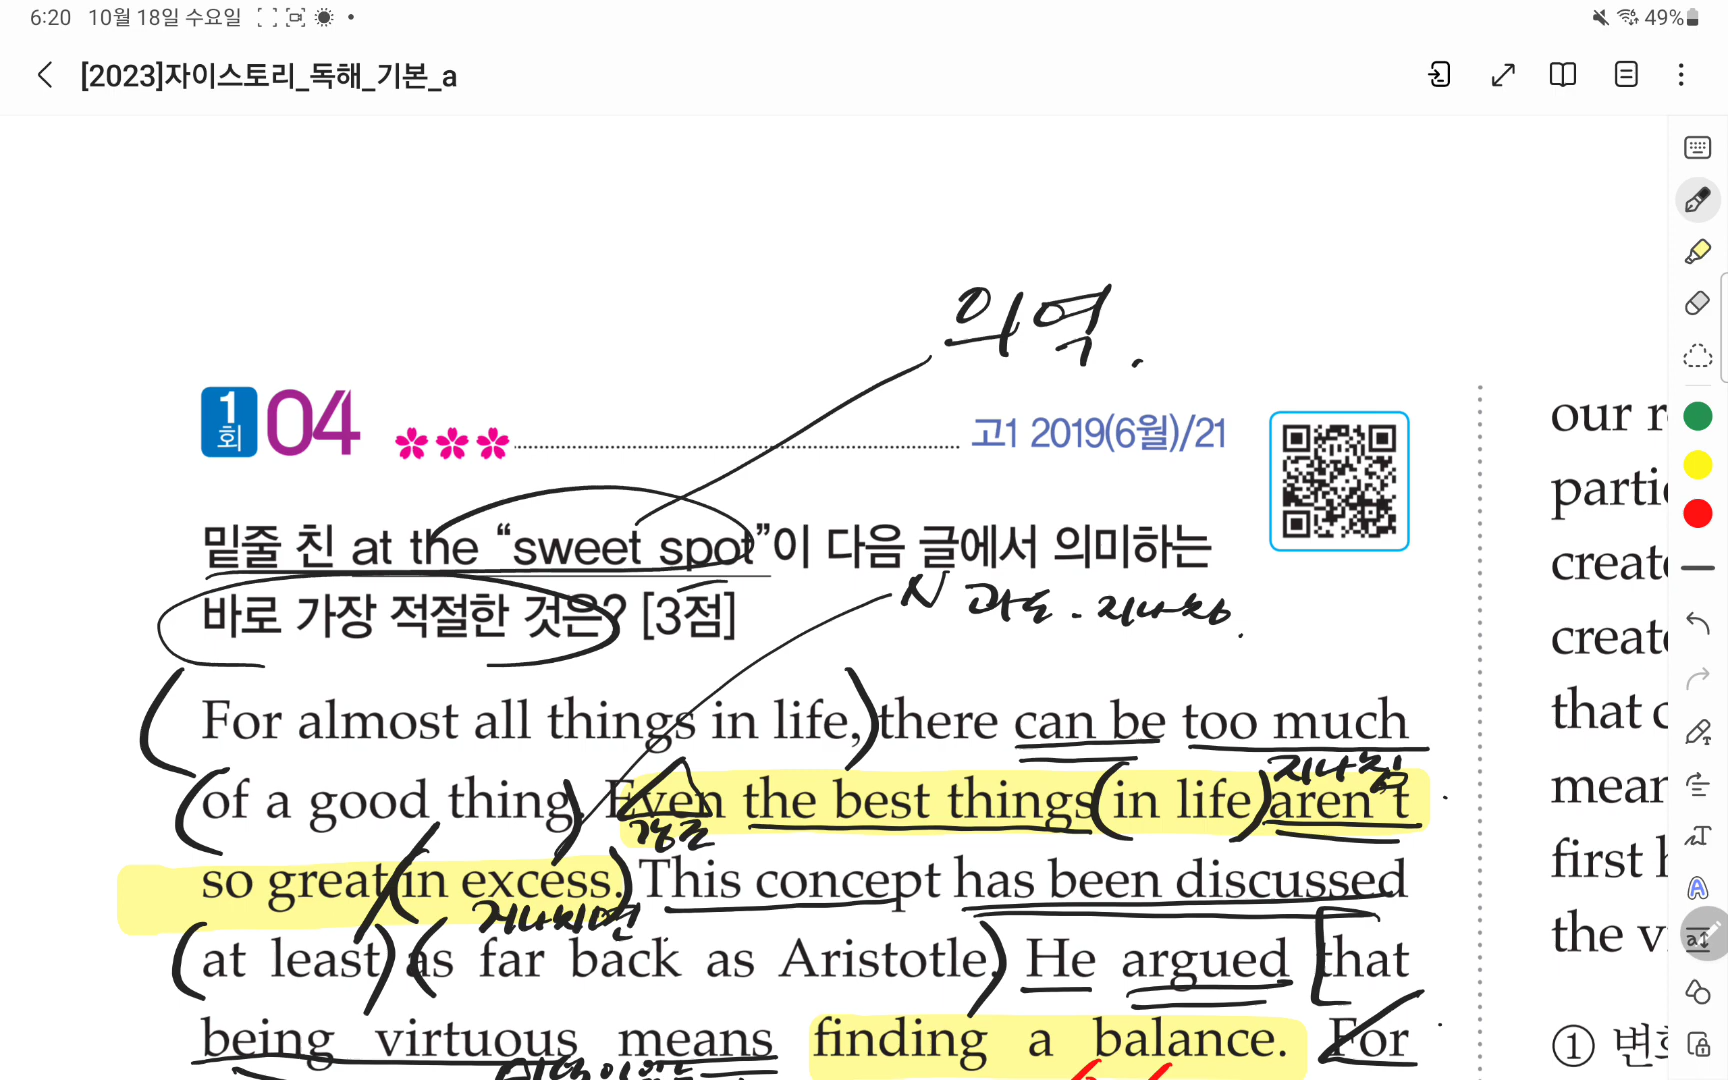 6:20 10월 18일 수요일
49%
[2023]자이스토리_독해_기본_a
의역.
1회 04
고1 2019(6월)/21
밑줄 친 at the “sweet spot”이 다음 글에서 의미하는
바로 가장 적절한 것은? [3점]
N 과도. 지나침.
For almost all things in life, there can be too much
지나침
of a good thing. Even the best things in life aren’t
강조
so great in excess. This concept has been discussed
지나치면
at least as far back as Aristotle. He argued that
being virtuous means finding a balance. For
our r
partic
create
create
that c
mean
first h
the v
① 변화